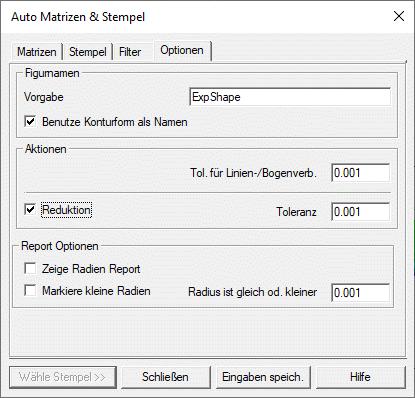 Auto Matrizen & Stempel
Matrizen Stempel Filter Optionen
Figurnamen
Vorgabe ExpShape
Benutze Konturform als Namen
Aktionen
Tol. für Linien-/Bogenverb. 0.001
Reduktion Toleranz 0.001
Report Optionen
Zeige Radien Report
Markiere kleine Radien Radius ist gleich od. kleiner 0.001
Wähle Stempel >> Schließen Eingaben speich. Hilfe